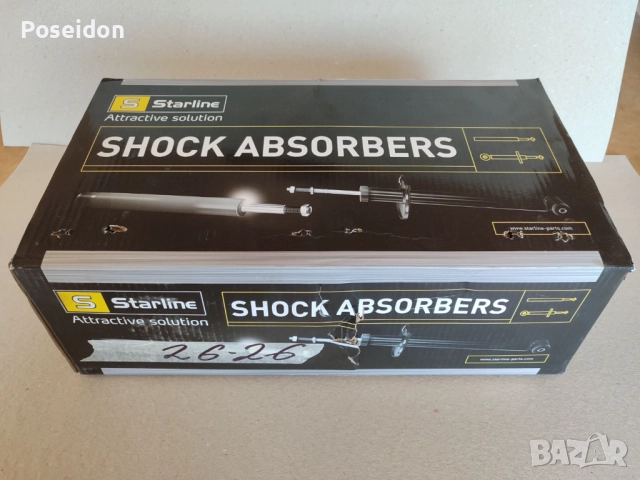 Poseidon
S Starline
Attractive solution
SHOCK ABSORBERS
www.starline-parts.com
S Starline
Attractive solution
SHOCK ABSORBERS
26-26
www.starline-parts.com
BAZAR